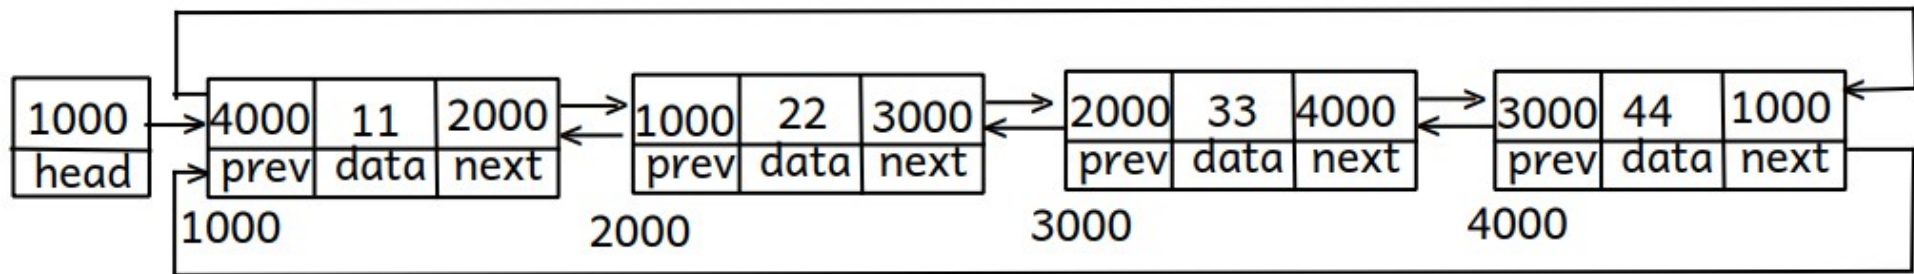 1000 4000 11 2000 1000 22 3000 2000 33 4000 3000 44 1000
head prev data next prev data next prev data next prev data next
1000 2000 3000 4000